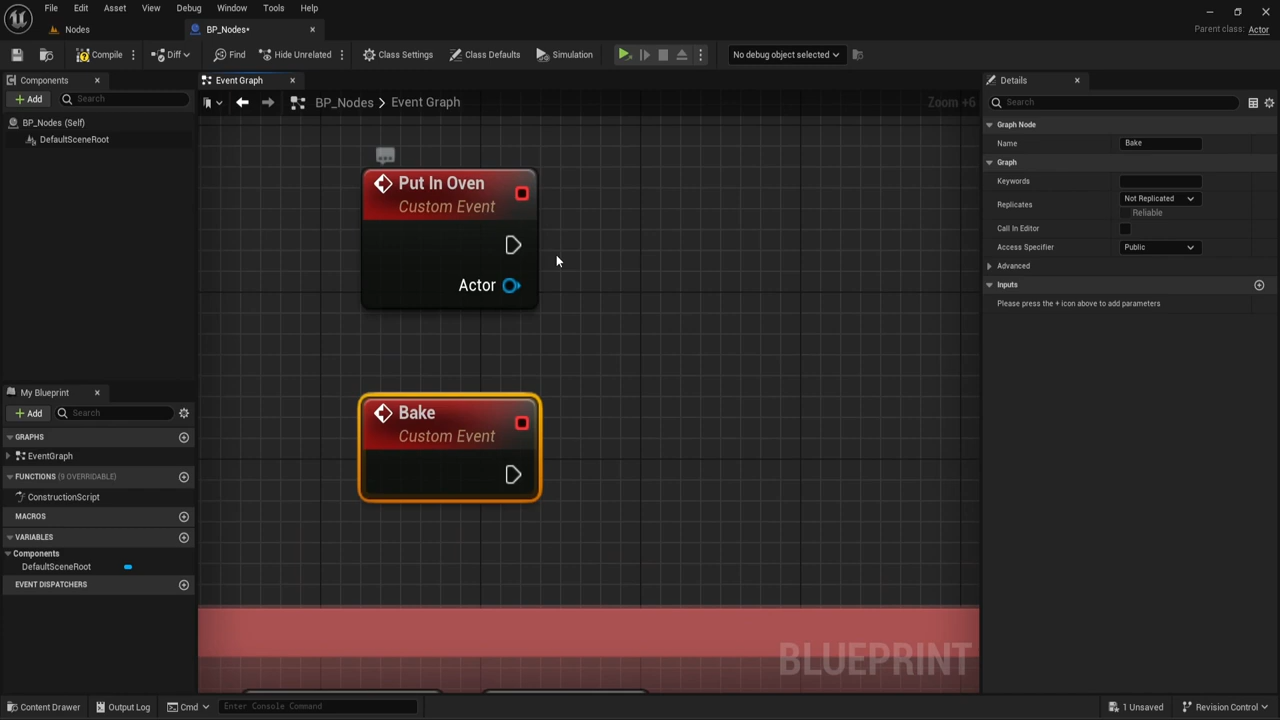 File Edit Asset View Debug Window Tools Help
Nodes BP_Nodes* Parent class: Actor
Compile Diff Find Hide Unrelated Class Settings Class Defaults Simulation No debug object selected
Components
Add Search
BP_Nodes (Self)
DefaultSceneRoot
Event Graph
BP_Nodes > Event Graph Zoom +6
Put In Oven
Custom Event
Actor
Bake
Custom Event
BLUEPRINT
My Blueprint
Add Search
GRAPHS
EventGraph
FUNCTIONS (9 OVERRIDABLE)
ConstructionScript
MACROS
VARIABLES
Components
DefaultSceneRoot
EVENT DISPATCHERS
Details
Search
Graph Node
Name Bake
Graph
Keywords
Replicates Not Replicated
Reliable
Call In Editor
Access Specifier Public
Advanced
Inputs
Please press the + icon above to add parameters
Content Drawer Output Log Cmd Enter Console Command 1 Unsaved Revision Control